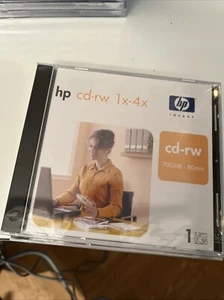 hp cd-rw 1x-4x
hp
invent
cd-rw
700MB · 80min
1